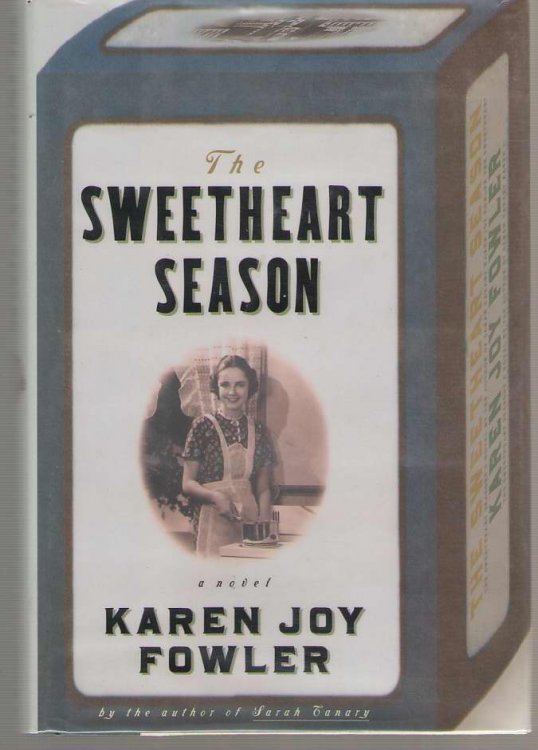 The
SWEETHEART
SEASON
a novel
KAREN JOY
FOWLER
by the author of Sarah Canary
THE SWEETHEART SEASON
KAREN JOY FOWLER